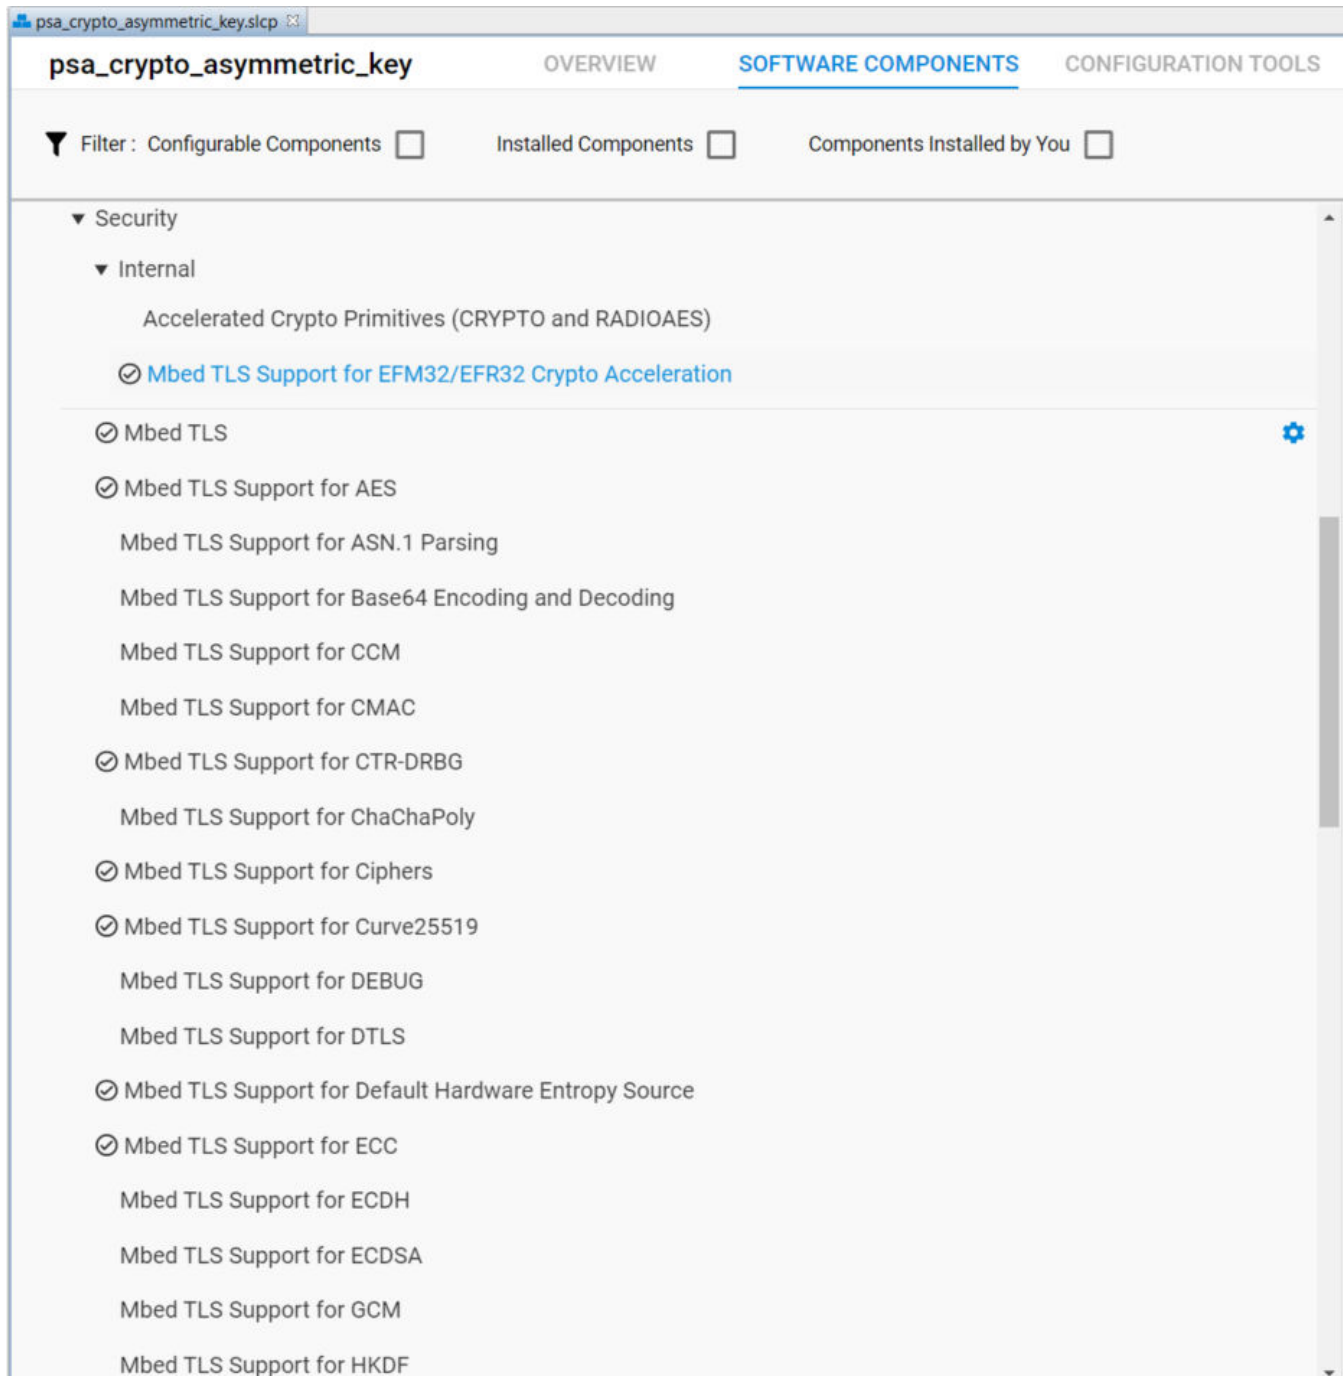 psa_crypto_asymmetric_key.slcp
psa_crypto_asymmetric_key OVERVIEW SOFTWARE COMPONENTS CONFIGURATION TOOLS
Filter : Configurable Components Installed Components Components Installed by You
Security
Internal
Accelerated Crypto Primitives (CRYPTO and RADIOAES)
Mbed TLS Support for EFM32/EFR32 Crypto Acceleration
Mbed TLS
Mbed TLS Support for AES
Mbed TLS Support for ASN.1 Parsing
Mbed TLS Support for Base64 Encoding and Decoding
Mbed TLS Support for CCM
Mbed TLS Support for CMAC
Mbed TLS Support for CTR-DRBG
Mbed TLS Support for ChaChaPoly
Mbed TLS Support for Ciphers
Mbed TLS Support for Curve25519
Mbed TLS Support for DEBUG
Mbed TLS Support for DTLS
Mbed TLS Support for Default Hardware Entropy Source
Mbed TLS Support for ECC
Mbed TLS Support for ECDH
Mbed TLS Support for ECDSA
Mbed TLS Support for GCM
Mbed TLS Support for HKDF